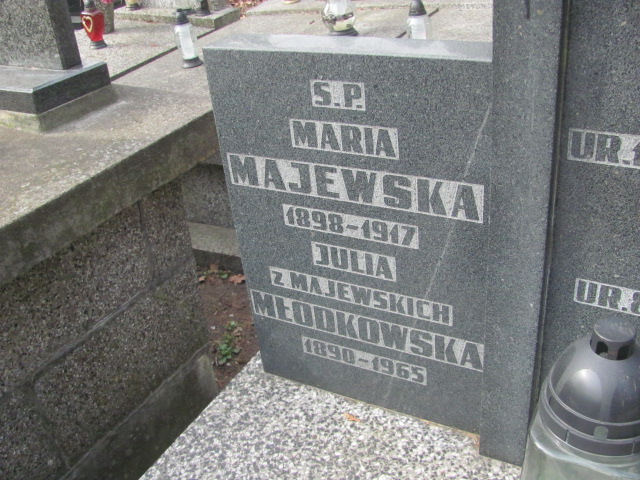 S.P.
MARIA
MAJEWSKA
1898-1917
JULIA
Z MAJEWSKICH
MŁODKOWSKA
1890-1965
UR.
UR.